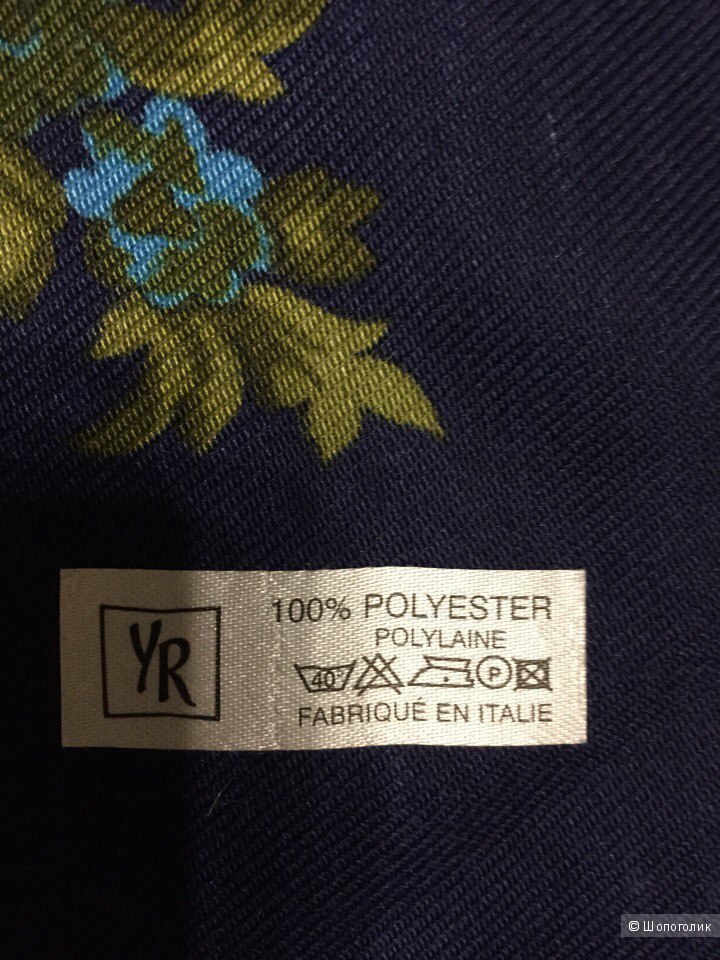 YR
100% POLYESTER
POLYLAINE
40°
P
FABRIQUÉ EN ITALIE
© Шопоголик